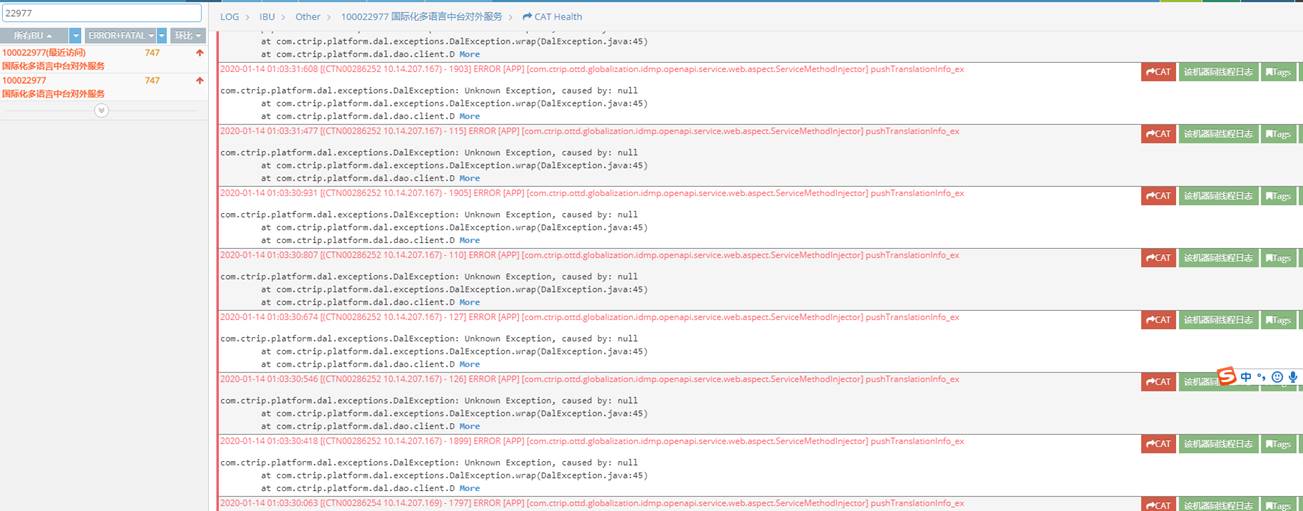 22977
LOG > IBU > Other > 100022977 国际化多语言中台对外服务 > CAT Health
所有BU ERROR+FATAL 环比
100022977(最近访问) 747
国际化多语言中台对外服务
100022977 747
国际化多语言中台对外服务
at com.ctrip.platform.dal.exceptions.DalException.wrap(DalException.java:45)
at com.ctrip.platform.dal.dao.client.D More
2020-01-14 01:03:31:608 [(CTN00286252 10.14.207.167) - 1903] ERROR [APP] [com.ctrip.ottd.globalization.idmp.openapi.service.web.aspect.ServiceMethodInjector] pushTranslationInfo_ex CAT 该机器同线程日志 Tags
com.ctrip.platform.dal.exceptions.DalException: Unknown Exception, caused by: null
at com.ctrip.platform.dal.exceptions.DalException.wrap(DalException.java:45)
at com.ctrip.platform.dal.dao.client.D More
2020-01-14 01:03:31:477 [(CTN00286252 10.14.207.167) - 115] ERROR [APP] [com.ctrip.ottd.globalization.idmp.openapi.service.web.aspect.ServiceMethodInjector] pushTranslationInfo_ex CAT 该机器同线程日志 Tags
com.ctrip.platform.dal.exceptions.DalException: Unknown Exception, caused by: null
at com.ctrip.platform.dal.exceptions.DalException.wrap(DalException.java:45)
at com.ctrip.platform.dal.dao.client.D More
2020-01-14 01:03:30:931 [(CTN00286252 10.14.207.167) - 1905] ERROR [APP] [com.ctrip.ottd.globalization.idmp.openapi.service.web.aspect.ServiceMethodInjector] pushTranslationInfo_ex CAT 该机器同线程日志 Tags
com.ctrip.platform.dal.exceptions.DalException: Unknown Exception, caused by: null
at com.ctrip.platform.dal.exceptions.DalException.wrap(DalException.java:45)
at com.ctrip.platform.dal.dao.client.D More
2020-01-14 01:03:30:807 [(CTN00286252 10.14.207.167) - 110] ERROR [APP] [com.ctrip.ottd.globalization.idmp.openapi.service.web.aspect.ServiceMethodInjector] pushTranslationInfo_ex CAT 该机器同线程日志 Tags
com.ctrip.platform.dal.exceptions.DalException: Unknown Exception, caused by: null
at com.ctrip.platform.dal.exceptions.DalException.wrap(DalException.java:45)
at com.ctrip.platform.dal.dao.client.D More
2020-01-14 01:03:30:674 [(CTN00286252 10.14.207.167) - 127] ERROR [APP] [com.ctrip.ottd.globalization.idmp.openapi.service.web.aspect.ServiceMethodInjector] pushTranslationInfo_ex CAT 该机器同线程日志 Tags
com.ctrip.platform.dal.exceptions.DalException: Unknown Exception, caused by: null
at com.ctrip.platform.dal.exceptions.DalException.wrap(DalException.java:45)
at com.ctrip.platform.dal.dao.client.D More
2020-01-14 01:03:30:546 [(CTN00286252 10.14.207.167) - 126] ERROR [APP] [com.ctrip.ottd.globalization.idmp.openapi.service.web.aspect.ServiceMethodInjector] pushTranslationInfo_ex CAT 该机器同线 中
com.ctrip.platform.dal.exceptions.DalException: Unknown Exception, caused by: null
at com.ctrip.platform.dal.exceptions.DalException.wrap(DalException.java:45)
at com.ctrip.platform.dal.dao.client.D More
2020-01-14 01:03:30:418 [(CTN00286252 10.14.207.167) - 1899] ERROR [APP] [com.ctrip.ottd.globalization.idmp.openapi.service.web.aspect.ServiceMethodInjector] pushTranslationInfo_ex CAT 该机器同线程日志 Tags
com.ctrip.platform.dal.exceptions.DalException: Unknown Exception, caused by: null
at com.ctrip.platform.dal.exceptions.DalException.wrap(DalException.java:45)
at com.ctrip.platform.dal.dao.client.D More
2020-01-14 01:03:30:063 [(CTN00286254 10.14.207.169) - 1797] ERROR [APP] [com.ctrip.ottd.globalization.idmp.openapi.service.web.aspect.ServiceMethodInjector] pushTranslationInfo_ex CAT 该机器同线程日志 Tags